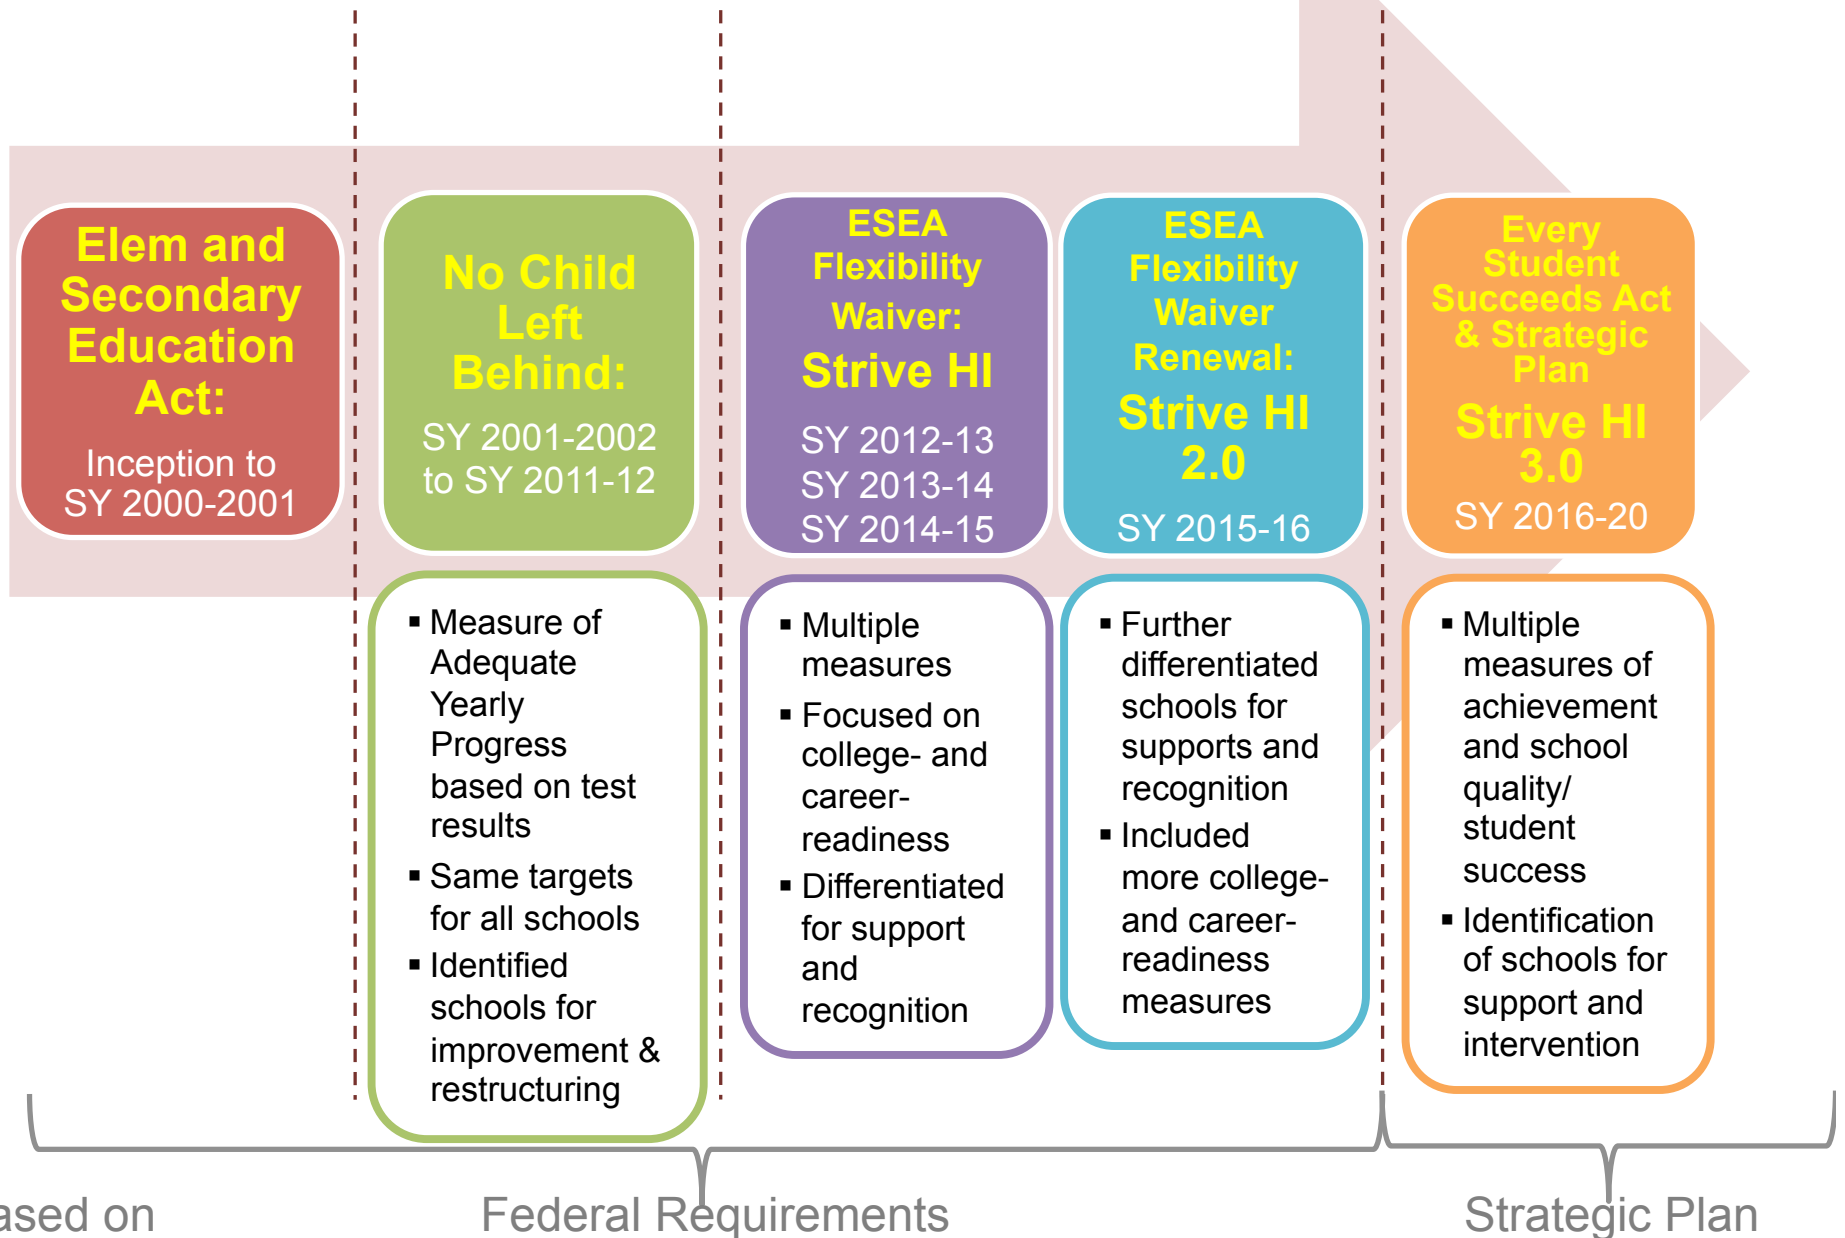 Elem and
Secondary
Education
Act:
Inception to
SY 2000-2001
No Child
Left
Behind:
SY 2001-2002
to SY 2011-12
▪ Measure of
Adequate
Yearly
Progress
based on test
results
▪ Same targets
for all schools
▪ Identified
schools for
improvement &
restructuring
ESEA
Flexibility
Waiver:
Strive HI
SY 2012-13
SY 2013-14
SY 2014-15
▪ Multiple
measures
▪ Focused on
college- and
career-
readiness
▪ Differentiated
for support
and
recognition
ESEA
Flexibility
Waiver
Renewal:
Strive HI
2.0
SY 2015-16
▪ Further
differentiated
schools for
supports and
recognition
▪ Included
more college-
and career-
readiness
measures
Every
Student
Succeeds Act
& Strategic
Plan
Strive HI
3.0
SY 2016-20
▪ Multiple
measures of
achievement
and school
quality/
student
success
▪ Identification
of schools for
support and
intervention
ased on
Federal Requirements
Strategic Plan